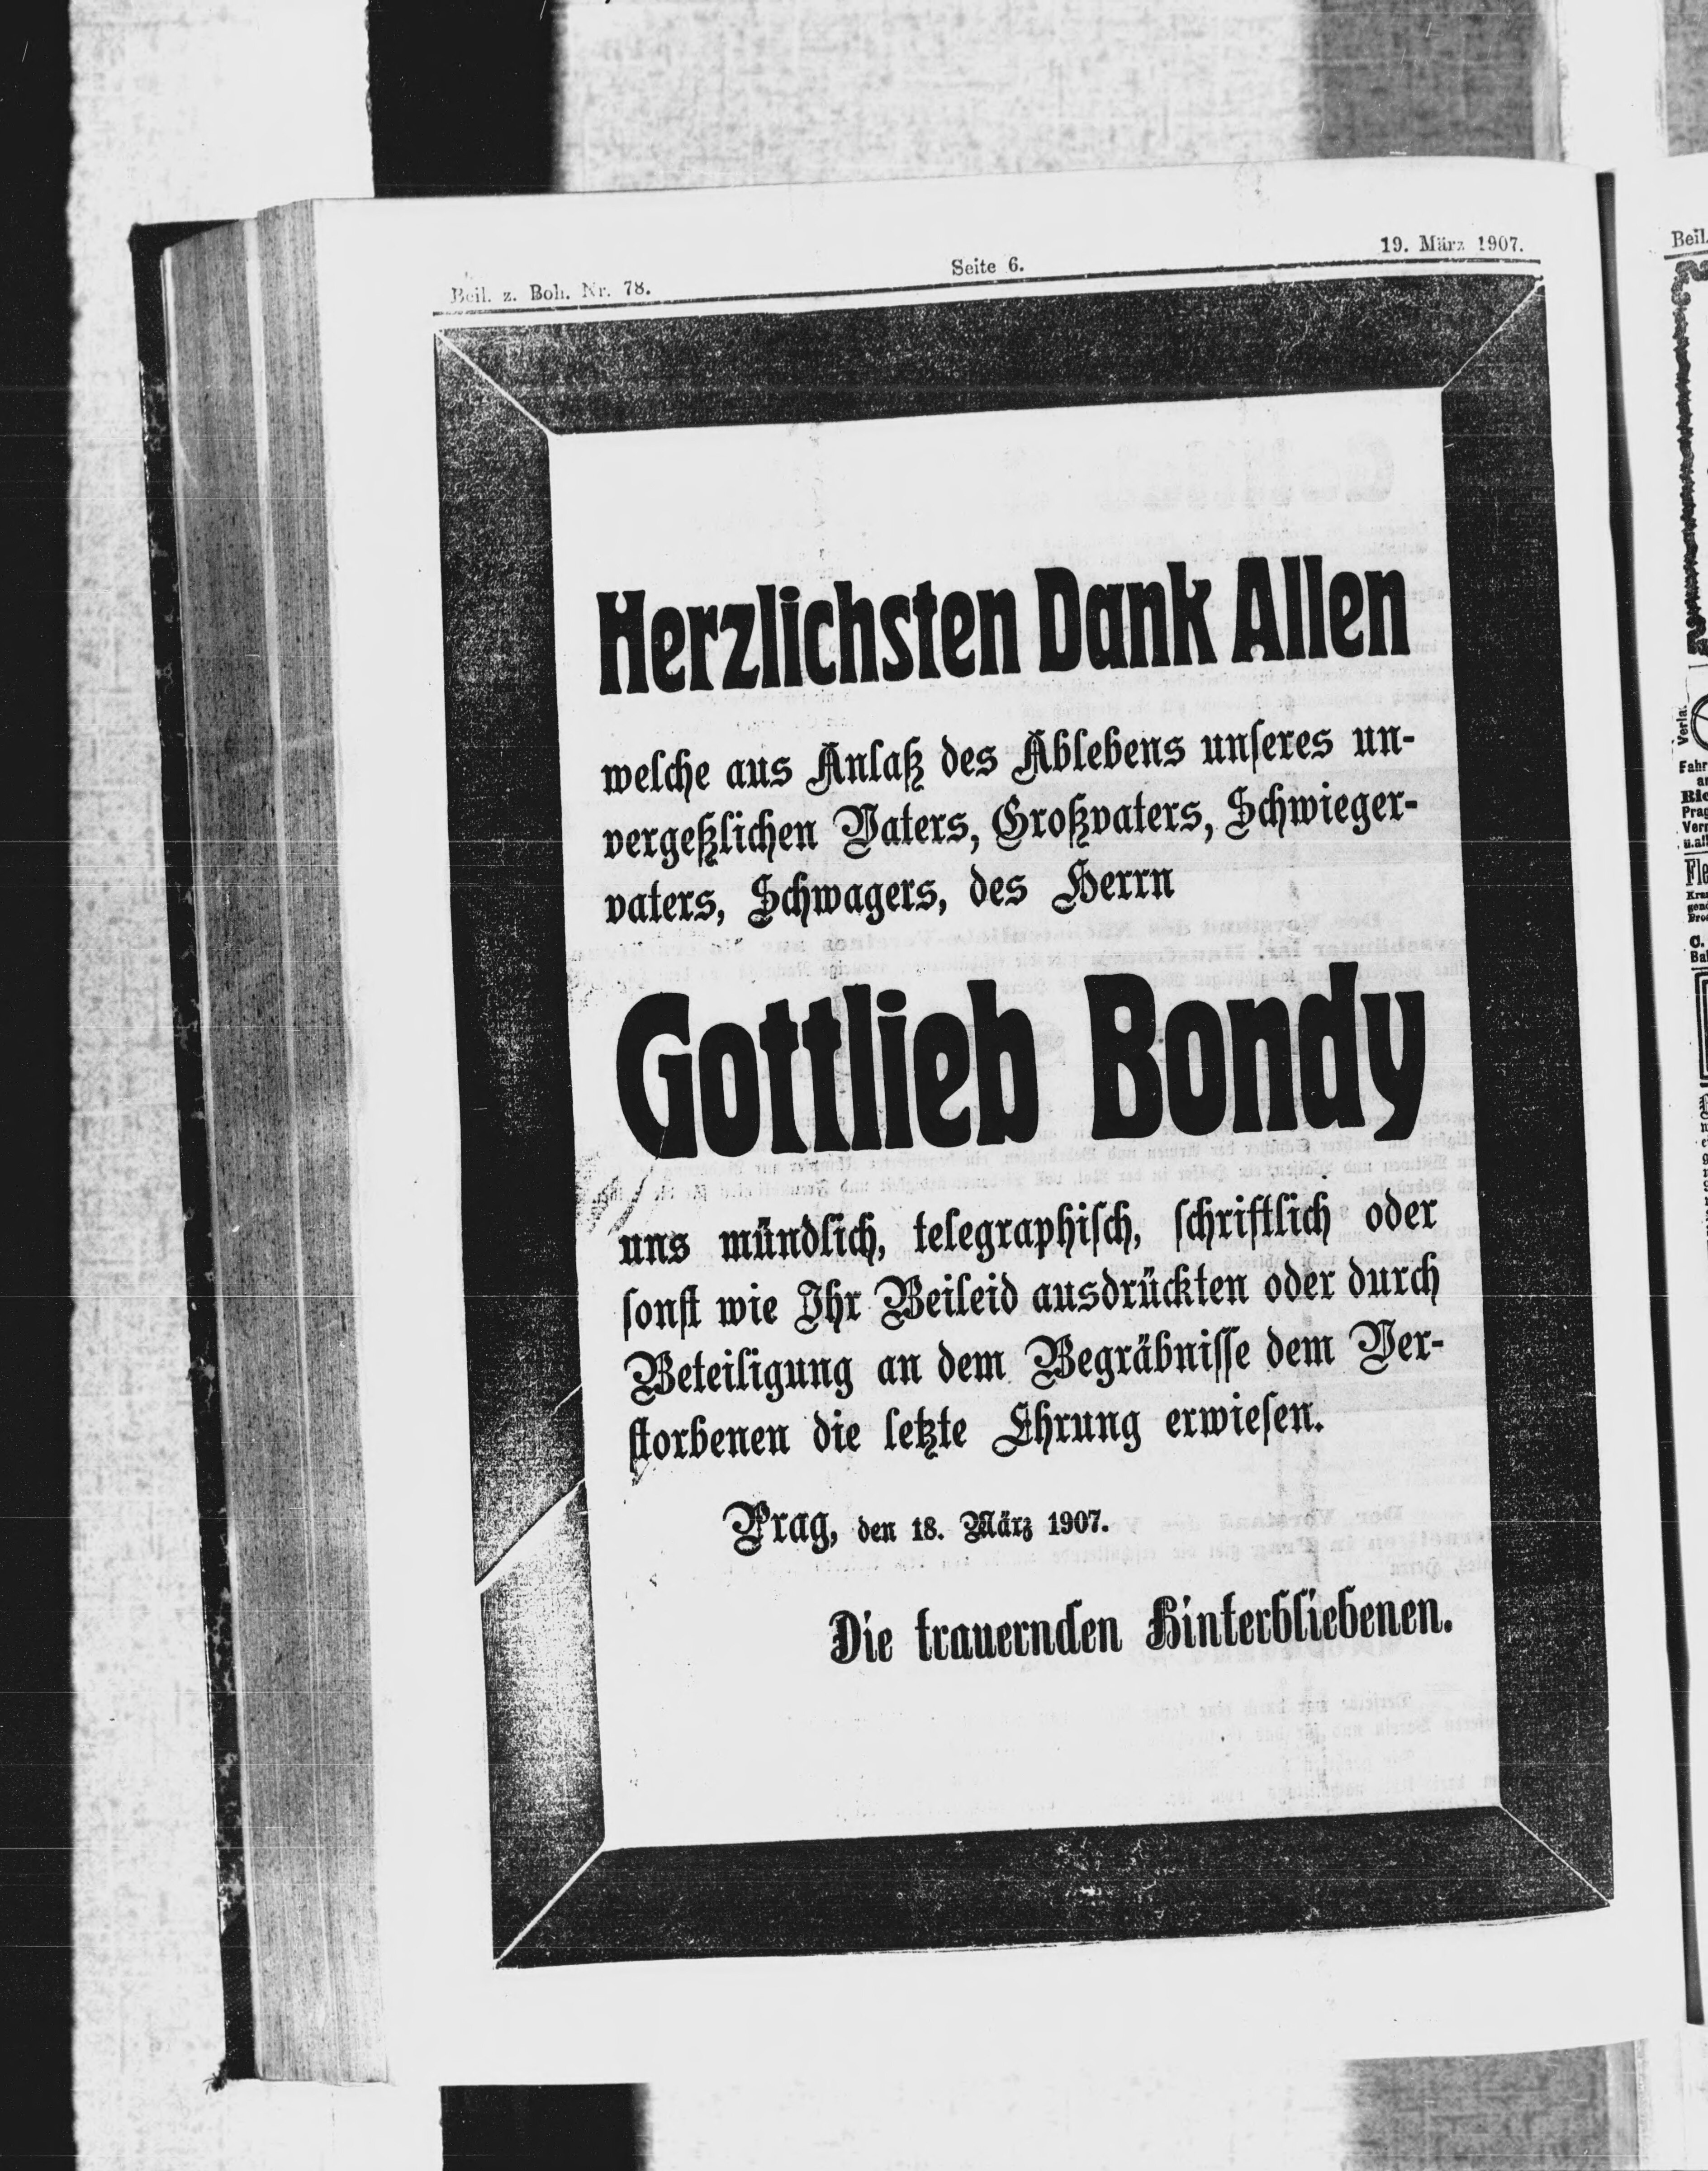 Beil. z. Boh. Nr. 78.
Seite 6.
19. März 1907.
Herzlichsten Dank Allen
welche aus Anlaß des Ablebens unseres un-
vergeßlichen Vaters, Großvaters, Schwieger-
vaters, Schwagers, des Herrn
Gottlieb Bondy
uns mündlich, telegraphisch, schriftlich oder
sonst wie Ihr Beileid ausdrückten oder durch
Beteiligung an dem Begräbnisse dem Ver-
storbenen die letzte Ehrung erwiesen.
Prag, den 18. März 1907.
Die trauernden Hinterbliebenen.
Beil.